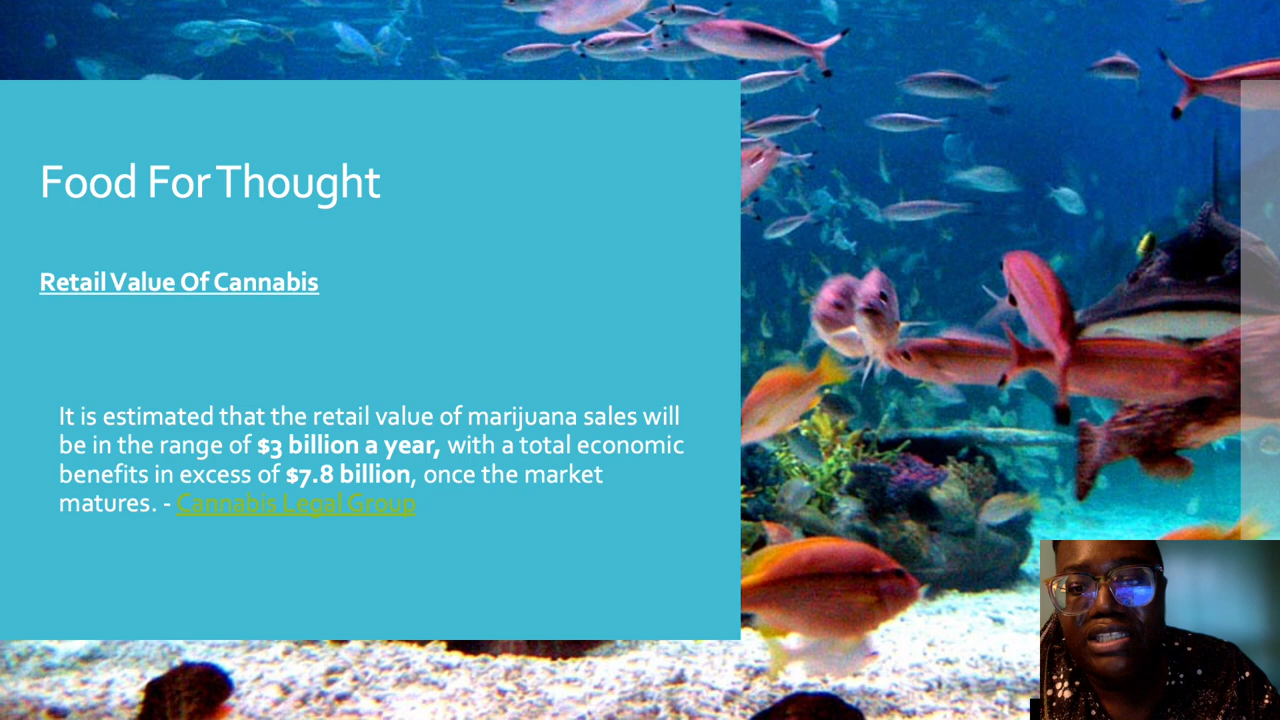 Food For Thought
Retail Value Of Cannabis
It is estimated that the retail value of marijuana sales will
be in the range of $3 billion a year, with a total economic
benefits in excess of $7.8 billion, once the market
matures. - Cannabis Legal Group